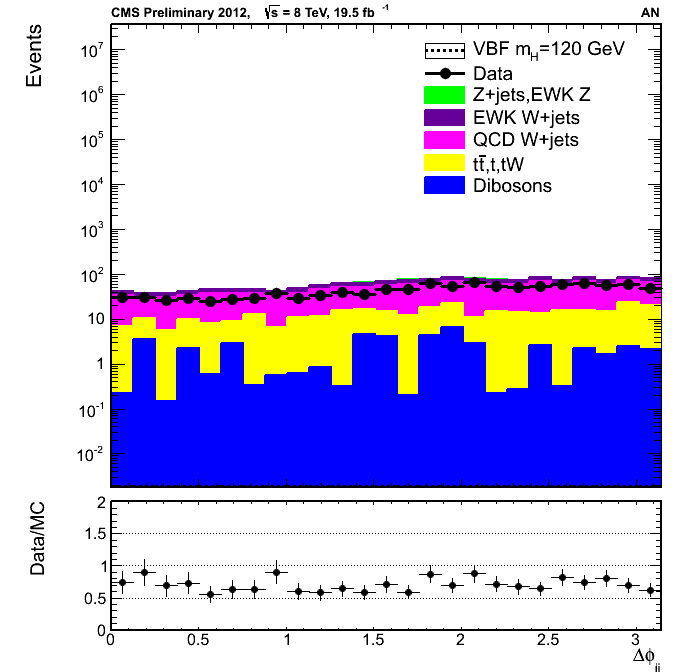 CMS Preliminary 2012, √s = 8 TeV, 19.5 fb⁻¹ AN
Events
10⁷
10⁶
10⁵
10⁴
10³
10²
10
1
10⁻¹
10⁻²
VBF m_H=120 GeV
Data
Z+jets,EWK Z
EWK W+jets
QCD W+jets
tt̄,t,tW
Dibosons
Data/MC
2
1.5
1
0.5
0
0 0.5 1 1.5 2 2.5 3
Δϕ_jj